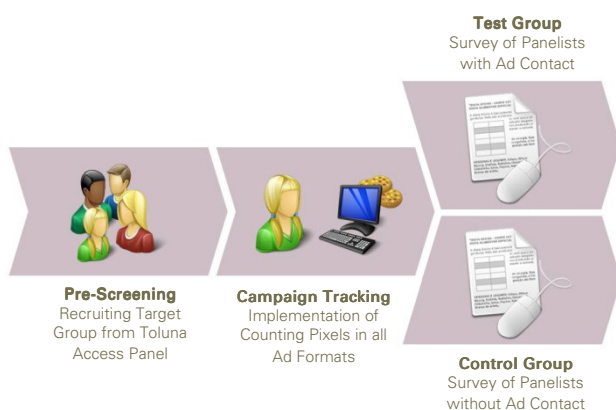 Test Group
Survey of Panelists
with Ad Contact
Pre-Screening
Recruiting Target
Group from Toluna
Access Panel
Campaign Tracking
Implementation of
Counting Pixels in all
Ad Formats
Control Group
Survey of Panelists
without Ad Contact